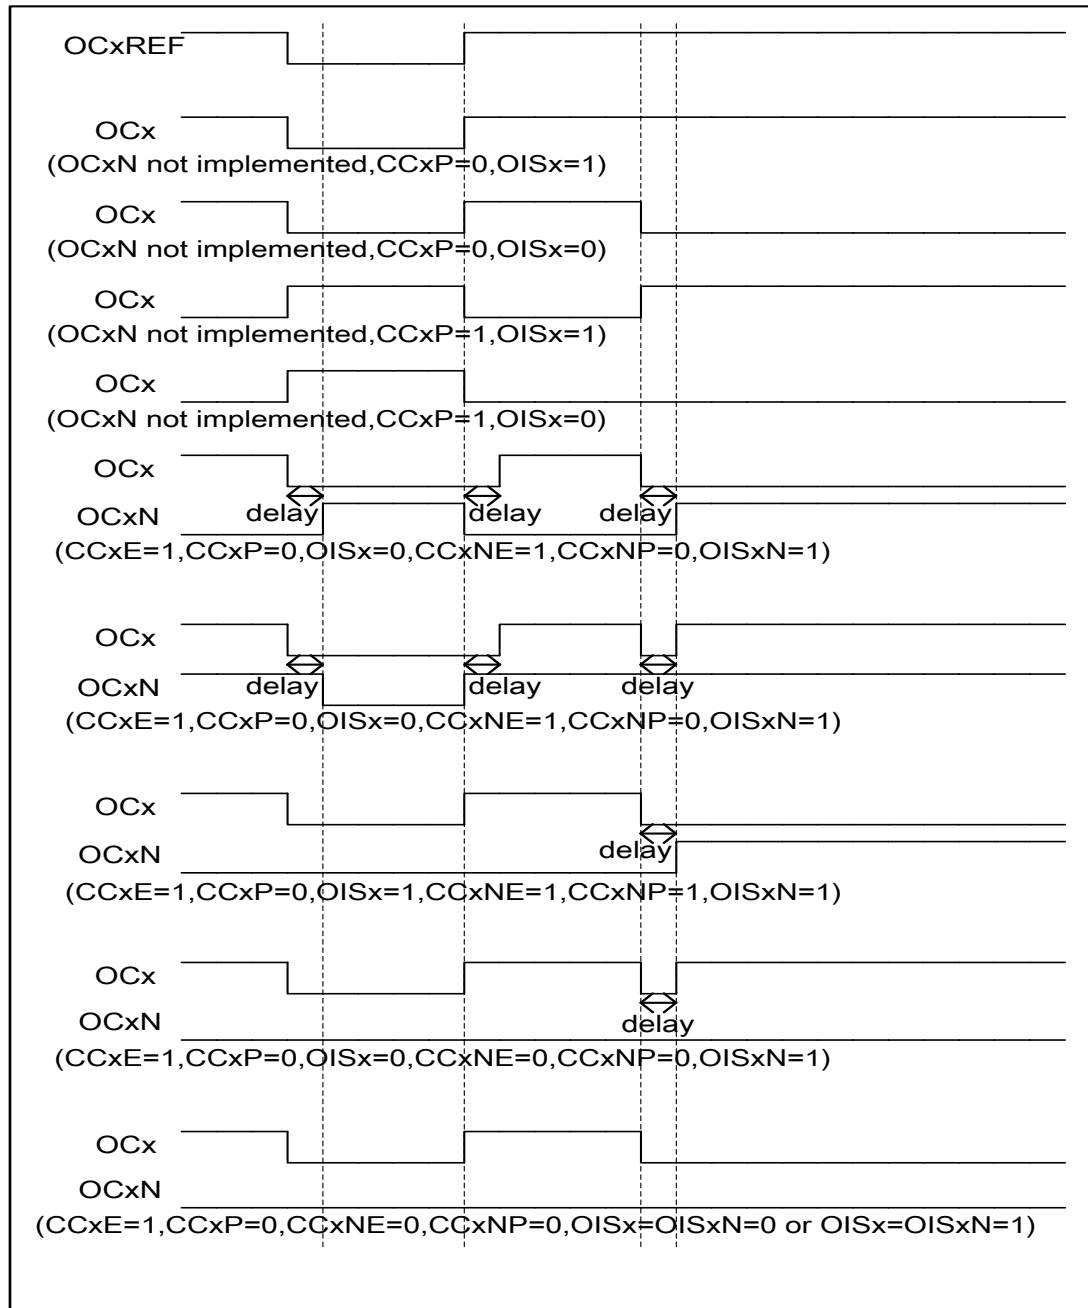 OCxREF
OCx
(OCxN not implemented,CCxP=0,OISx=1)
OCx
(OCxN not implemented,CCxP=0,OISx=0)
OCx
(OCxN not implemented,CCxP=1,OISx=1)
OCx
(OCxN not implemented,CCxP=1,OISx=0)
OCx
OCxN delay delay delay
(CCxE=1,CCxP=0,OISx=0,CCxNE=1,CCxNP=0,OISxN=1)
OCx
OCxN delay delay delay
(CCxE=1,CCxP=0,OISx=0,CCxNE=1,CCxNP=0,OISxN=1)
OCx
OCxN delay
(CCxE=1,CCxP=0,OISx=1,CCxNE=1,CCxNP=1,OISxN=1)
OCx
OCxN delay
(CCxE=1,CCxP=0,OISx=0,CCxNE=0,CCxNP=0,OISxN=1)
OCx
OCxN
(CCxE=1,CCxP=0,CCxNE=0,CCxNP=0,OISx=OISxN=0 or OISx=OISxN=1)